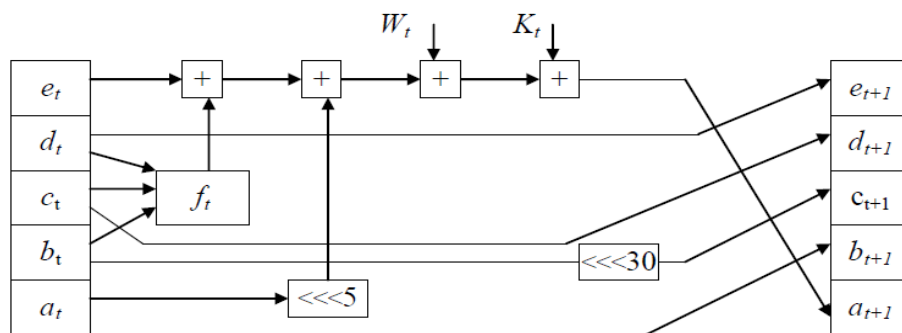 W_t K_t
e_t + + + + e_{t+1}
d_t d_{t+1}
c_t f_t c_{t+1}
b_t <<<30 b_{t+1}
a_t <<<5 a_{t+1}